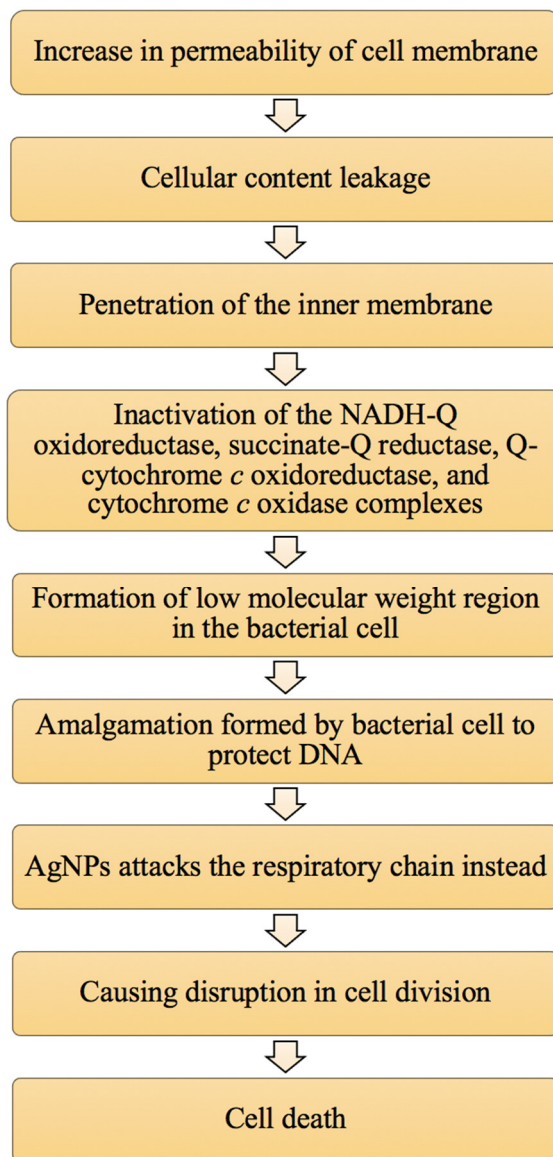 Increase in permeability of cell membrane
Cellular content leakage
Penetration of the inner membrane
Inactivation of the NADH-Q
oxidoreductase, succinate-Q reductase, Q-
cytochrome c oxidoreductase, and
cytochrome c oxidase complexes
Formation of low molecular weight region
in the bacterial cell
Amalgamation formed by bacterial cell to
protect DNA
AgNPs attacks the respiratory chain instead
Causing disruption in cell division
Cell death